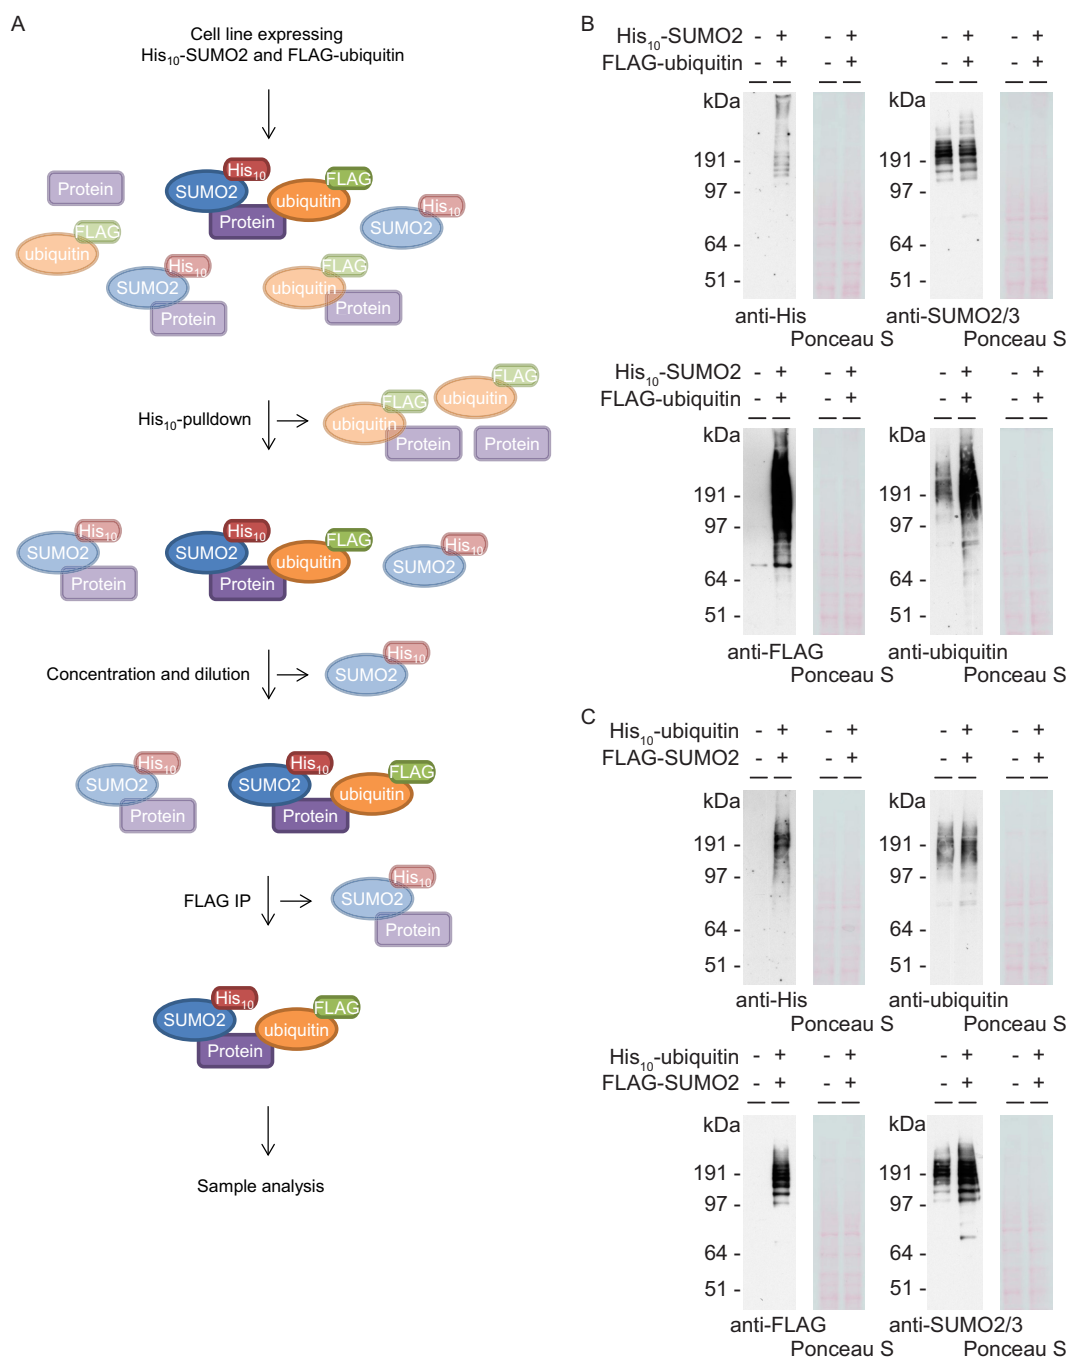 A
Cell line expressing
His10-SUMO2 and FLAG-ubiquitin
Protein
His10
SUMO2
FLAG
ubiquitin
Protein
FLAG
ubiquitin
His10
SUMO2
His10
SUMO2
Protein
FLAG
ubiquitin
Protein
His10-pulldown
FLAG
ubiquitin
Protein
FLAG
ubiquitin
Protein
His10
SUMO2
Protein
His10
SUMO2
FLAG
ubiquitin
Protein
His10
SUMO2
Concentration and dilution
His10
SUMO2
His10
SUMO2
Protein
His10
SUMO2
FLAG
ubiquitin
Protein
FLAG IP
His10
SUMO2
Protein
His10
SUMO2
FLAG
ubiquitin
Protein
Sample analysis
B
His10-SUMO2 - + - + - + - +
FLAG-ubiquitin - + - + - + - +
kDa kDa
191 - 191 -
97 - 97 -
64 - 64 -
51 - 51 -
anti-His anti-SUMO2/3
Ponceau S Ponceau S
His10-SUMO2 - + - + - + - +
FLAG-ubiquitin - + - + - + - +
kDa kDa
191 - 191 -
97 - 97 -
64 - 64 -
51 - 51 -
anti-FLAG anti-ubiquitin
Ponceau S Ponceau S
C
His10-ubiquitin - + - + - + - +
FLAG-SUMO2 - + - + - + - +
kDa kDa
191 - 191 -
97 - 97 -
64 - 64 -
51 - 51 -
anti-His anti-ubiquitin
Ponceau S Ponceau S
His10-ubiquitin - + - + - + - +
FLAG-SUMO2 - + - + - + - +
kDa kDa
191 - 191 -
97 - 97 -
64 - 64 -
51 - 51 -
anti-FLAG anti-SUMO2/3
Ponceau S Ponceau S